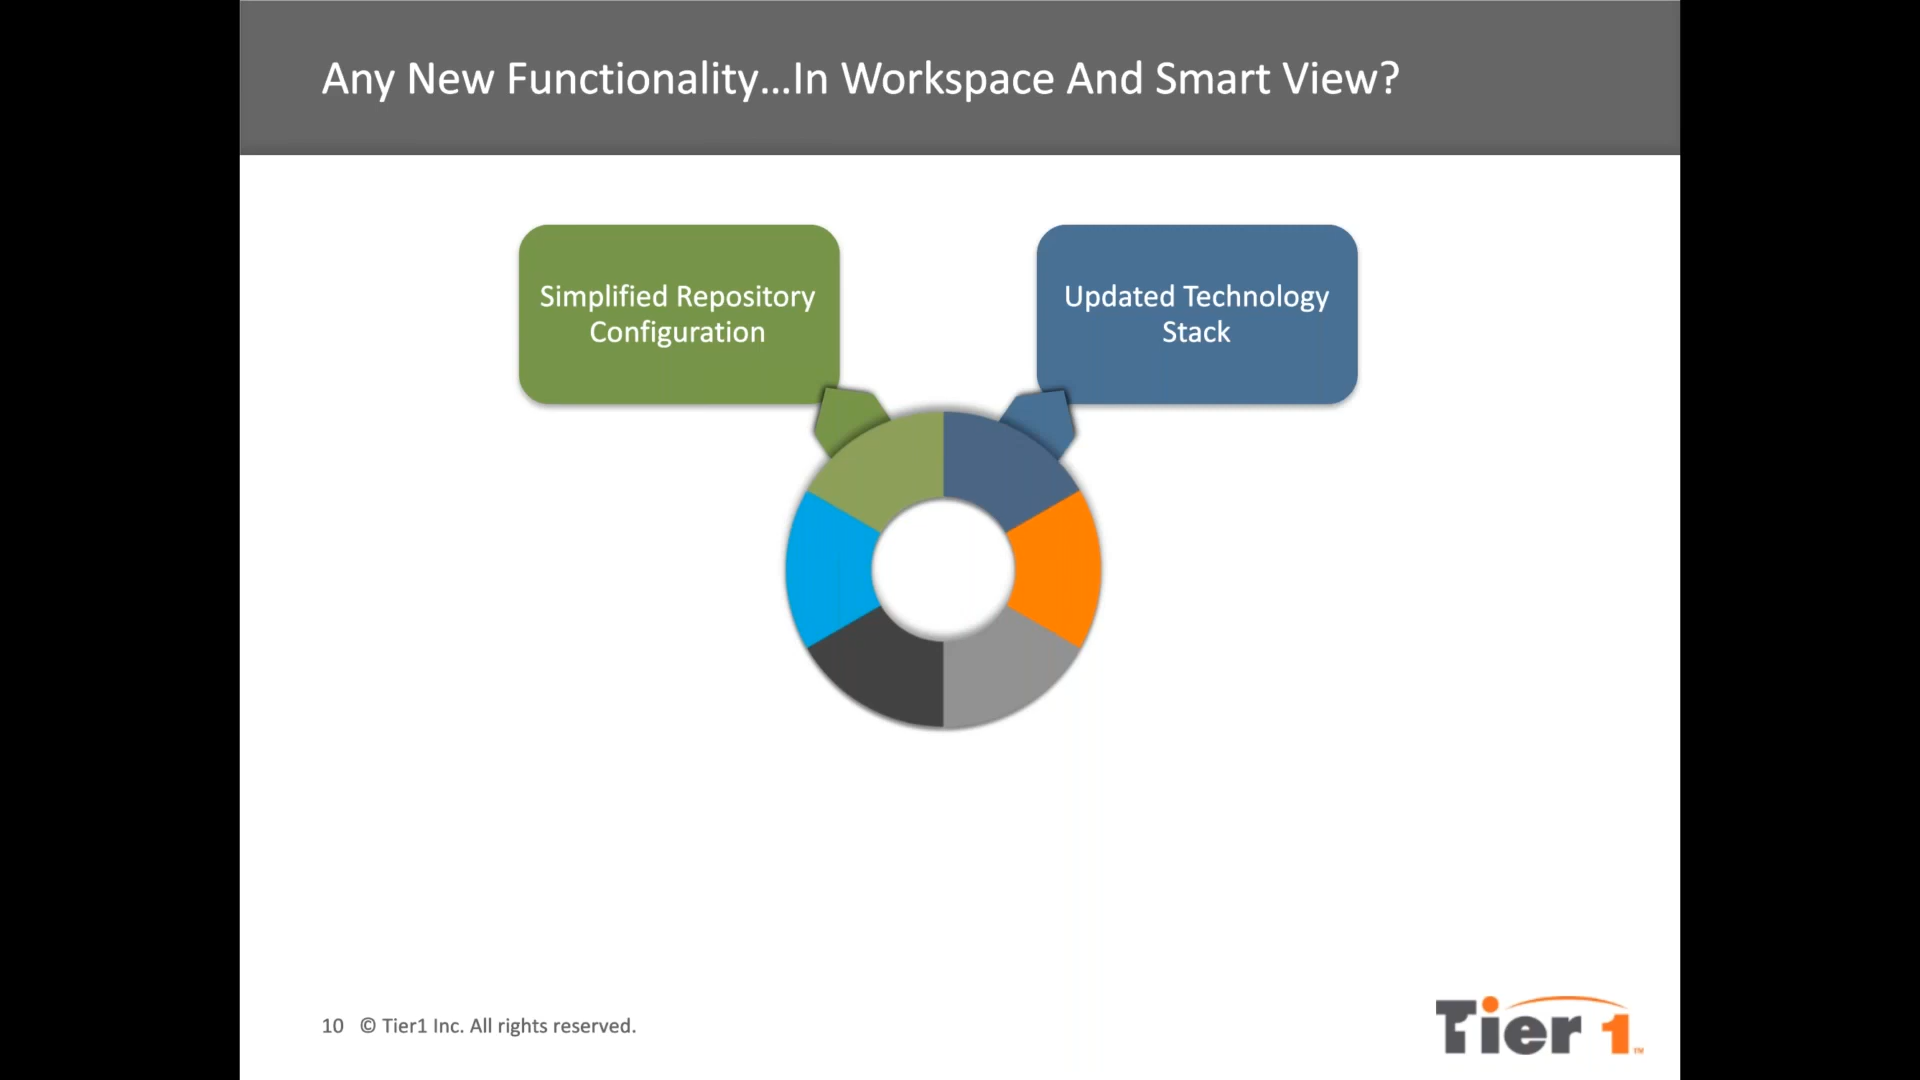 Any New Functionality...In Workspace And Smart View?
Simplified Repository
Configuration
Updated Technology
Stack
10 © Tier1 Inc. All rights reserved.
Tier 1™